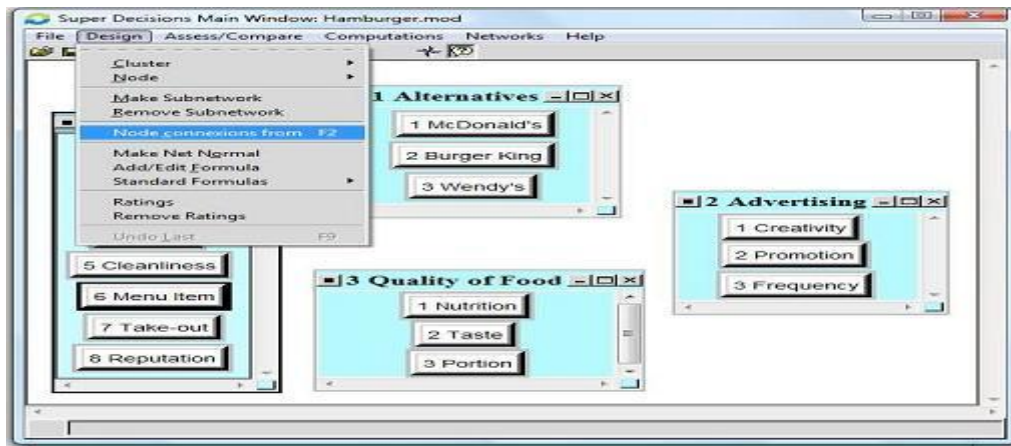 Super Decisions Main Window: Hamburger.mod
File Design Assess/Compare Computations Networks Help
Cluster
Node
Make Subnetwork
Remove Subnetwork
Node connexions from F2
Make Net Normal
Add/Edit Formula
Standard Formulas
Ratings
Remove Ratings
Undo Last F9
5 Cleanliness
6 Menu Item
7 Take-out
8 Reputation
1 Alternatives
1 McDonald's
2 Burger King
3 Wendy's
3 Quality of Food
1 Nutrition
2 Taste
3 Portion
2 Advertising
1 Creativity
2 Promotion
3 Frequency